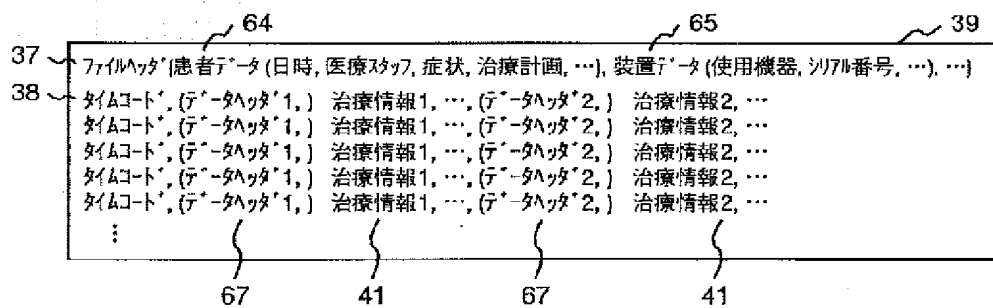 64 65 39
37 ファイルヘッダ(患者データ(日時, 医療スタッフ, 症状, 治療計画, …), 装置データ(使用機器, シリアル番号, …), …)
38 タイムコード, (データヘッダ1, ) 治療情報1, …, (データヘッダ2, ) 治療情報2, …
タイムコード, (データヘッダ1, ) 治療情報1, …, (データヘッダ2, ) 治療情報2, …
タイムコード, (データヘッダ1, ) 治療情報1, …, (データヘッダ2, ) 治療情報2, …
タイムコード, (データヘッダ1, ) 治療情報1, …, (データヘッダ2, ) 治療情報2, …
タイムコード, (データヘッダ1, ) 治療情報1, …, (データヘッダ2, ) 治療情報2, …
⋮
67 41 67 41